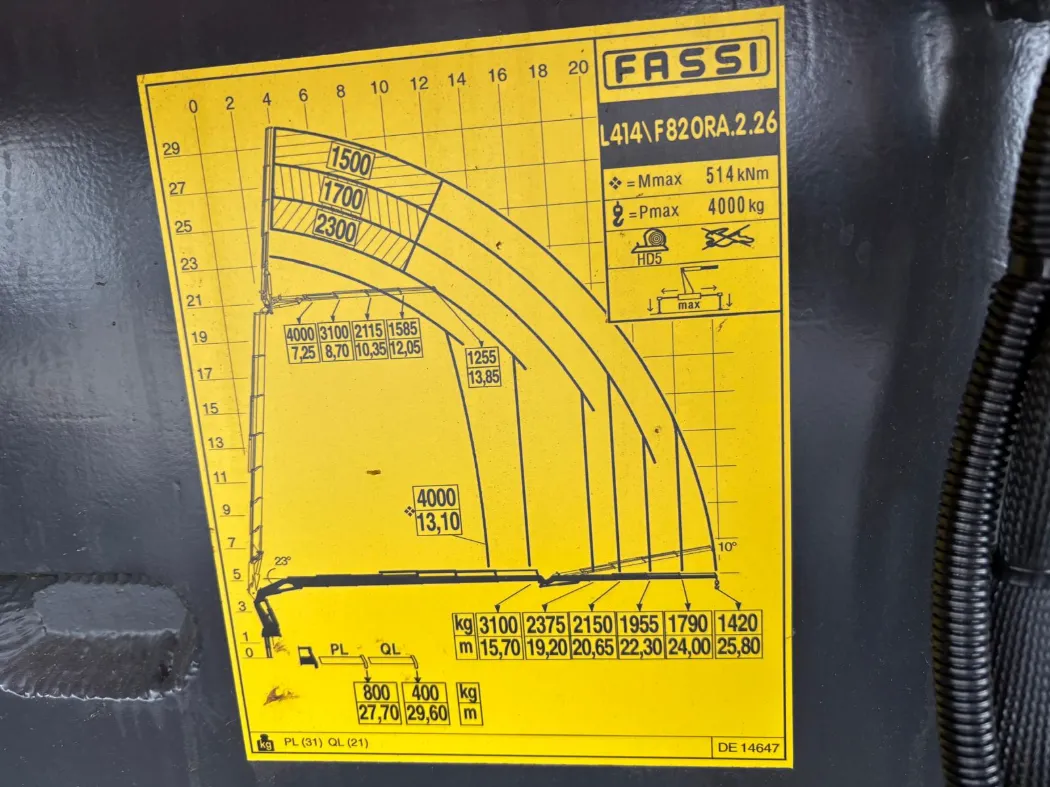 FASSI
L414\F820RA.2.26
= Mmax 514 kNm
= Pmax 4000 kg
HD5
max
0 2 4 6 8 10 12 14 16 18 20
29
27
25
23
21
19
17
15
13
11
9
7
5
3
1
0
1500
1700
2300
4000 3100 2115 1585
7,25 8,70 10,35 12,05
1255
13,85
4000
13,10
23°
10°
kg 3100 2375 2150 1955 1790 1420
m 15,70 19,20 20,65 22,30 24,00 25,80
PL QL
800 400 kg
27,70 29,60 m
kg PL (31) QL (21)
DE 14647